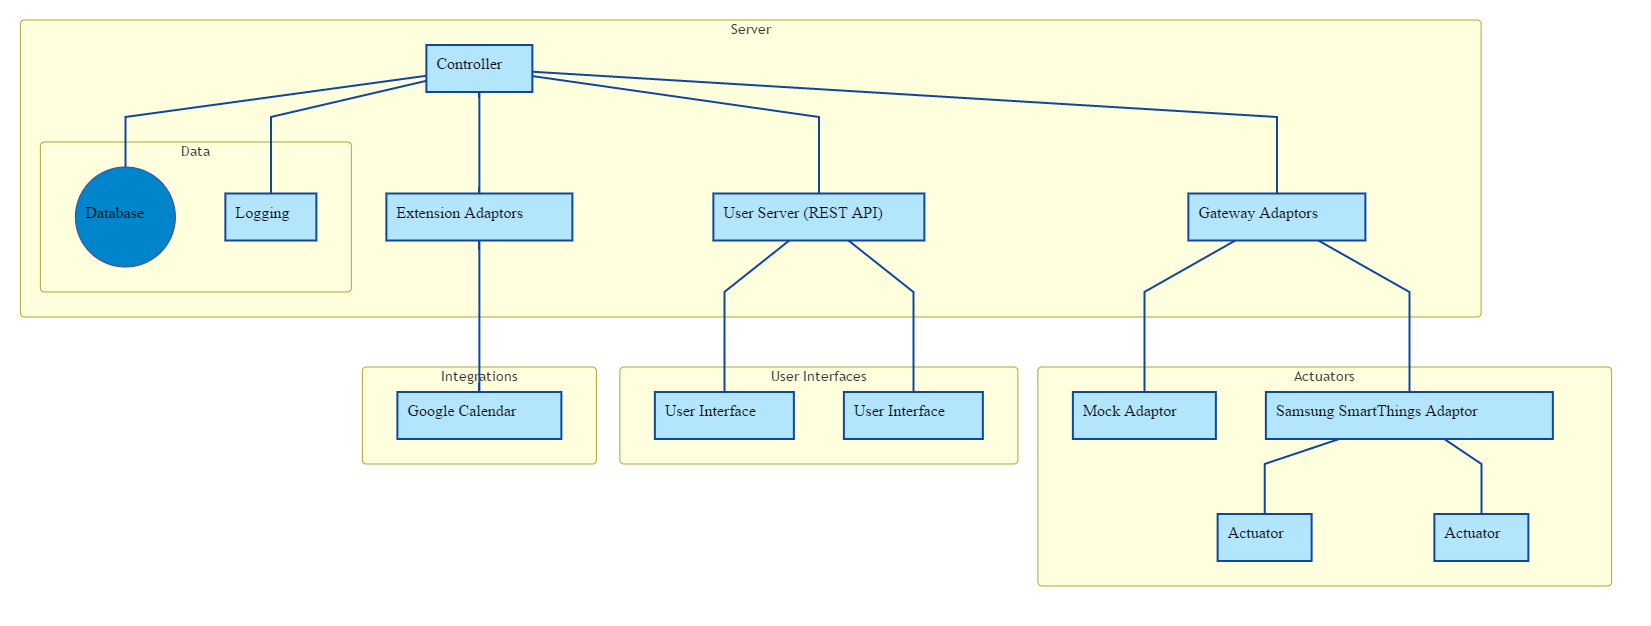 Server
Controller
Data
Database
Logging
Extension Adaptors
User Server (REST API)
Gateway Adaptors
Integrations
User Interfaces
Actuators
Google Calendar
User Interface
User Interface
Mock Adaptor
Samsung SmartThings Adaptor
Actuator
Actuator